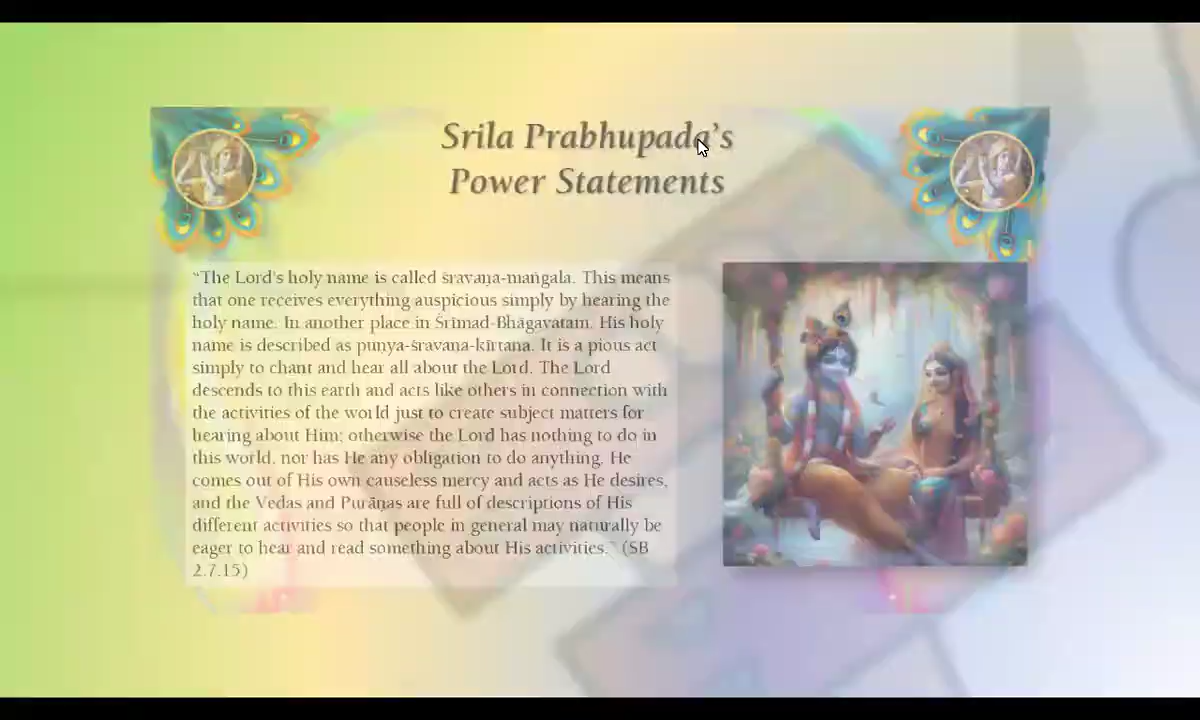 Srila Prabhupada's
Power Statements
"The Lord's holy name is called śravaṇa-maṅgala. This means
that one receives everything auspicious simply by hearing the
holy name. In another place in Śrīmad-Bhāgavatam, His holy
name is described as puṇya-śravaṇa-kīrtana. It is a pious act
simply to chant and hear all about the Lord. The Lord
descends to this earth and acts like others in connection with
the activities of the world just to create subject matters for
hearing about Him; otherwise the Lord has nothing to do in
this world, nor has He any obligation to do anything. He
comes out of His own causeless mercy and acts as He desires,
and the Vedas and Purāṇas are full of descriptions of His
different activities so that people in general may naturally be
eager to hear and read something about His activities." (SB
2.7.15)